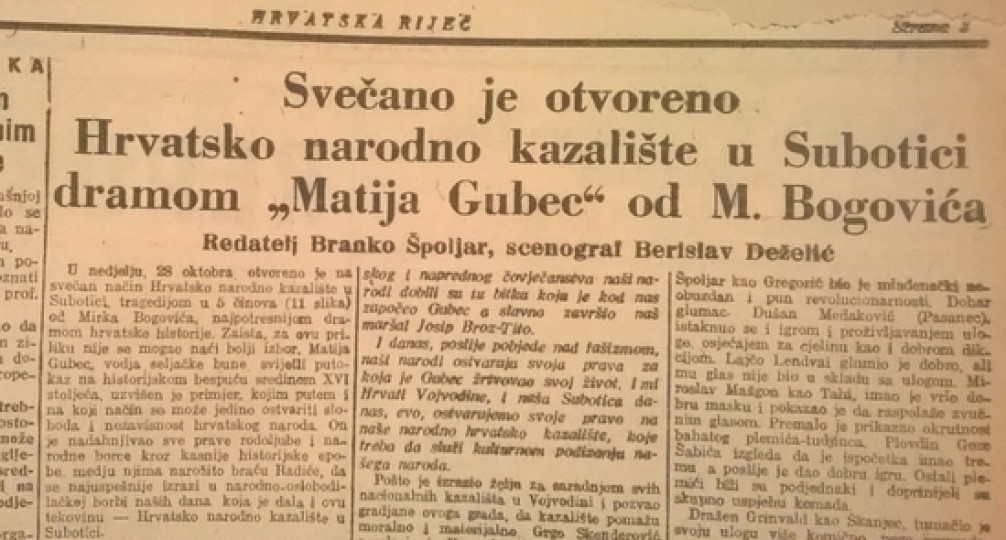 HRVATSKA RIJEČ
Strana 3
KA
nim
Svečano je otvoreno
Hrvatsko narodno kazalište u Subotici
dramom „Matija Gubec“ od M. Bogovića
Redatelj Branko Špoljar, scenograf Berislav Deželić
U nedjelju, 28 oktobra otvoreno je na
svečan način Hrvatsko narodno kazalište u
Subotici, tragedijom u 5 činova (11 slika)
od Mirka Bogovića, najpotresnijom dra-
mom hrvatske historije. Zaista, za ovu pri-
liku nije se mogao naći bolji izbor. Matija
Gubec, vodja seljačke bune, svijetli puto-
kaz na historijskom bespuću sredinom XVI
stoljeća, uzvišen je primjer, kojim putem i
na koji način se može jedino ostvariti slo-
boda i nezavisnost hrvatskog naroda. On
je nadahnjivao sve prave rodoljube i na-
rodne borce kroz kasnije historijske epo-
be, medju njima naročito braću Radiće, da
se najuspešnije izrazi u narodno-oslobodi-
lačkoj borbi naših dana koja je dala i ovu
tekovinu — Hrvatsko narodno kazalište u
Subotici.
skog i naprednog čovječanstva naši na-
rodi dobili su tu bitku koja je kod nas
započeo Gubec a slavno završio naš
maršal Josip Broz-Tito.
I danas, poslije pobjede nad fašizmom,
naši narodi ostvaruju svoja prava za
koja je Gubec žrtvovao svoj život. I mi
Hrvati Vojvodine, i naša Subotica da-
nas, evo, ostvarujemo svoje pravo na
naše narodno hrvatsko kazalište, koje
treba da služi kulturnom podizanju na-
šega naroda.
Pošto je izrazio želju za saradnjom svih
nacionalnih kazališta u Vojvodini i pozvao
gradjane ovoga grada, da kazalište pomažu
moralno i materijalno, Grgo Skenderović
Špoljar kao Gregorić bio je mladenački ne-
obuzdan i pun revolucionarnosti. Dobar
glumac Dušan Medaković (Pasanec),
istaknuo se i igrom i proživljavanjem ulo-
ge, osjećajem za cjelinu kao i dobrom dik-
cijom. Lajčo Lendvai glumio je dobro, ali
mu glas nije bio u skladu sa ulogom. Mi-
roslav Mažgon kao Tahi, imao je vrlo do-
bru masku i pokazao je da raspolaže zvuč-
nim glasom. Premalo je prikazao okrutnost
bahatog plemića-tudjinca. Plovdin Geze
Sabića izgleda da je ispočetka imao tre-
mu a poslije je dao dobru igru. Ostali ple-
mići bili su podjednaki i doprinijeli su
skupno uspjehu komada.
Dražen Grinvald kao Skanjec, tumačio je
svoju ulogu više komično